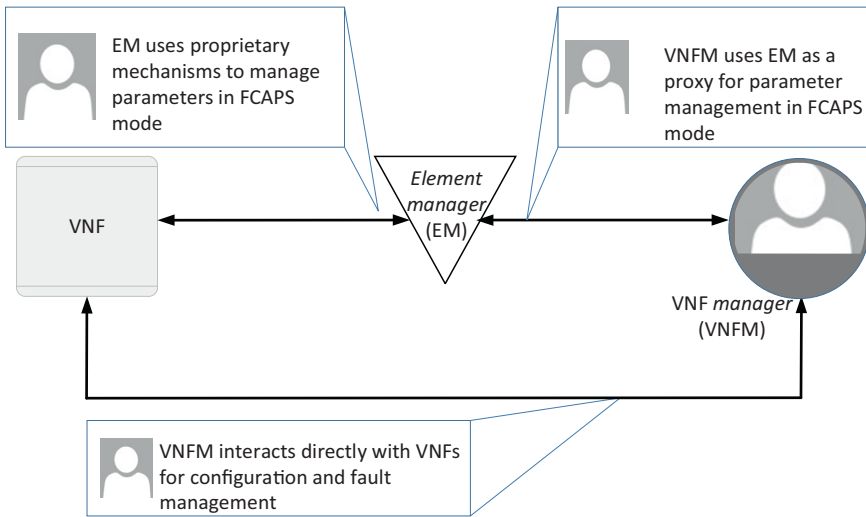 EM uses proprietary
mechanisms to manage
parameters in FCAPS
mode
VNFM uses EM as a
proxy for parameter
management in FCAPS
mode
VNF
Element
manager
(EM)
VNF manager
(VNFM)
VNFM interacts directly with VNFs
for configuration and fault
management